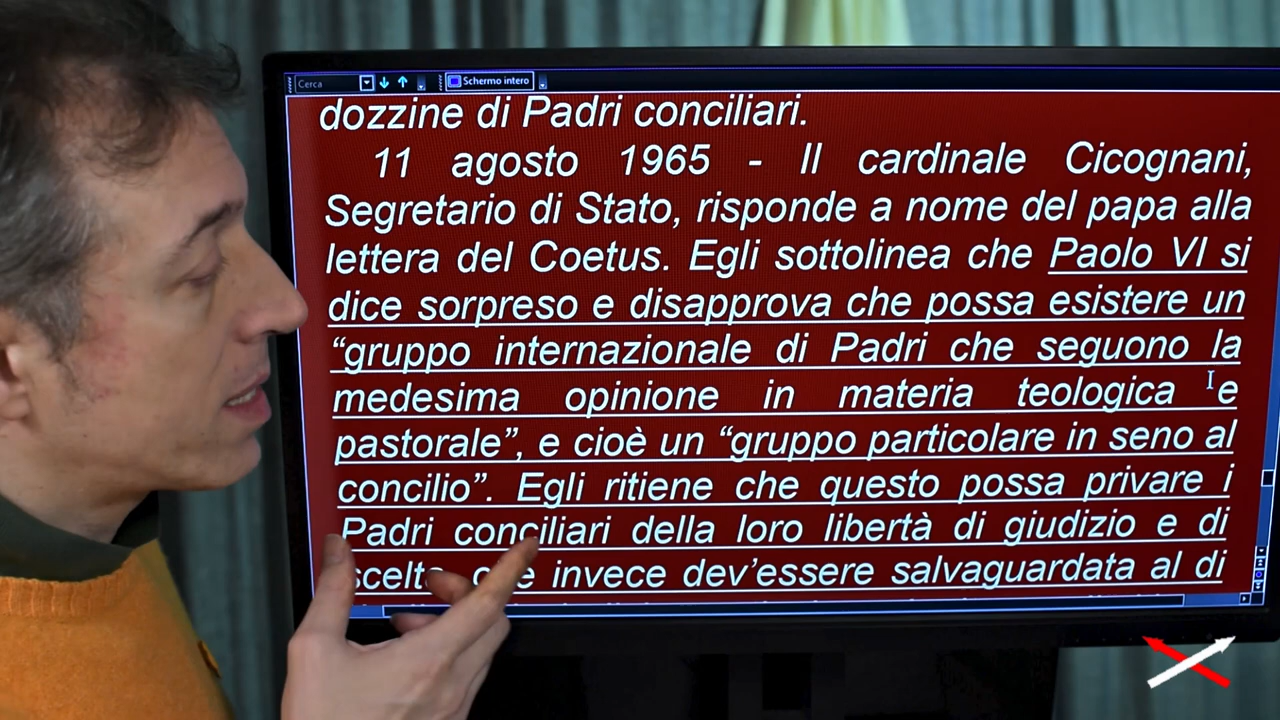 Cerca
Schermo intero
dozzine di Padri conciliari.
11 agosto 1965 - Il cardinale Cicognani,
Segretario di Stato, risponde a nome del papa alla
lettera del Coetus. Egli sottolinea che Paolo VI si
dice sorpreso e disapprova che possa esistere un
“gruppo internazionale di Padri che seguono la
medesima opinione in materia teologica e
pastorale”, e cioè un “gruppo particolare in seno al
concilio”. Egli ritiene che questo possa privare i
Padri conciliari della loro libertà di giudizio e di
invece dev’essere salvaguardata al di